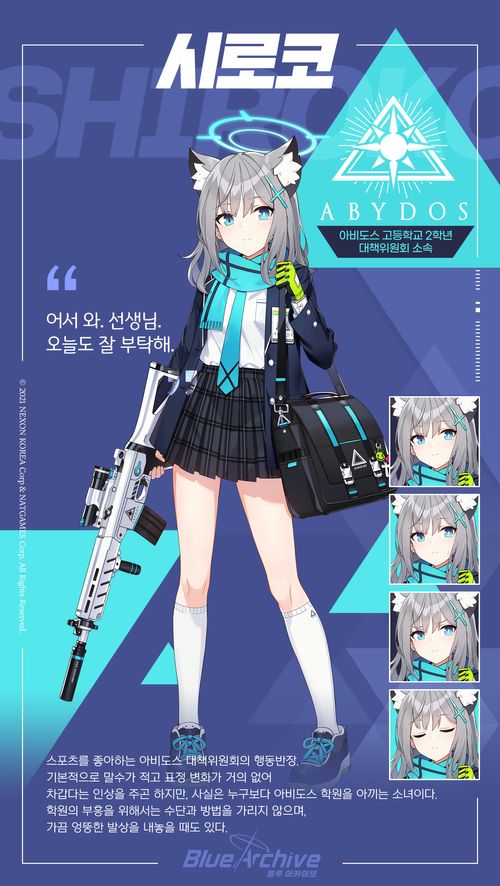 시로코
SHIROKO
ABYDOS
아비도스 고등학교 2학년
대책위원회 소속
“
어서 와. 선생님.
오늘도 잘 부탁해.
© 2021 NEXON KOREA Corp & NATGAMES Corp. All Rights Reserved.
스포츠를 좋아하는 아비도스 대책위원회의 행동반장.
기본적으로 말수가 적고 표정 변화가 거의 없어
차갑다는 인상을 주곤 하지만, 사실은 누구보다 아비도스 학원을 아끼는 소녀이다.
학원의 부흥을 위해서는 수단과 방법을 가리지 않으며,
가끔 엉뚱한 발상을 내놓을 때도 있다.
Blue Archive
블루 아카이브